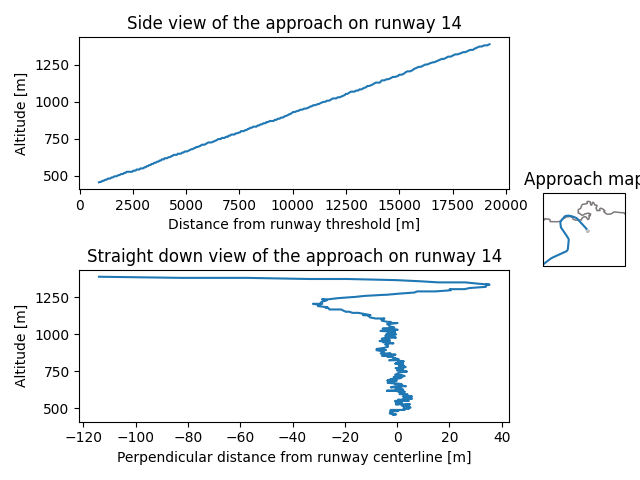 Side view of the approach on runway 14
Altitude [m]
1250
1000
750
500
0 2500 5000 7500 10000 12500 15000 17500 20000
Distance from runway threshold [m]
Approach map
Straight down view of the approach on runway 14
Altitude [m]
1250
1000
750
500
−120 −100 −80 −60 −40 −20 0 20 40
Perpendicular distance from runway centerline [m]